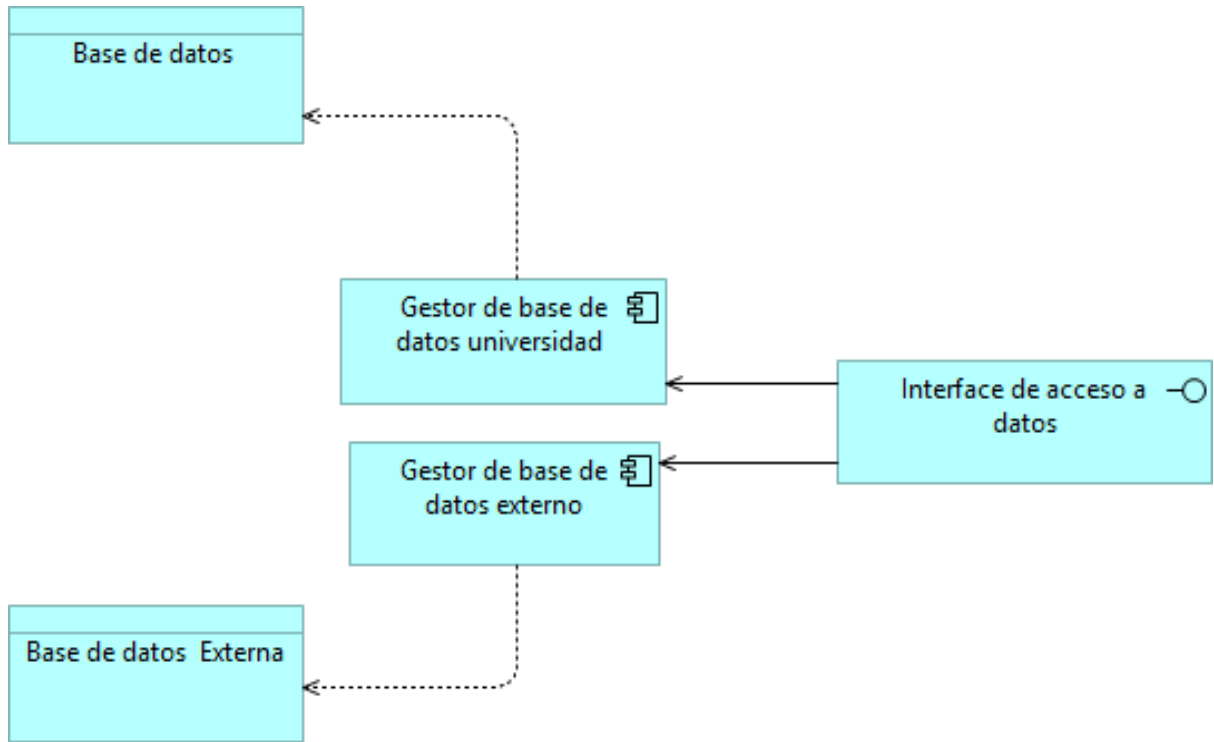 Base de datos
Gestor de base de
datos universidad
Interface de acceso a
datos
Gestor de base de
datos externo
Base de datos  Externa